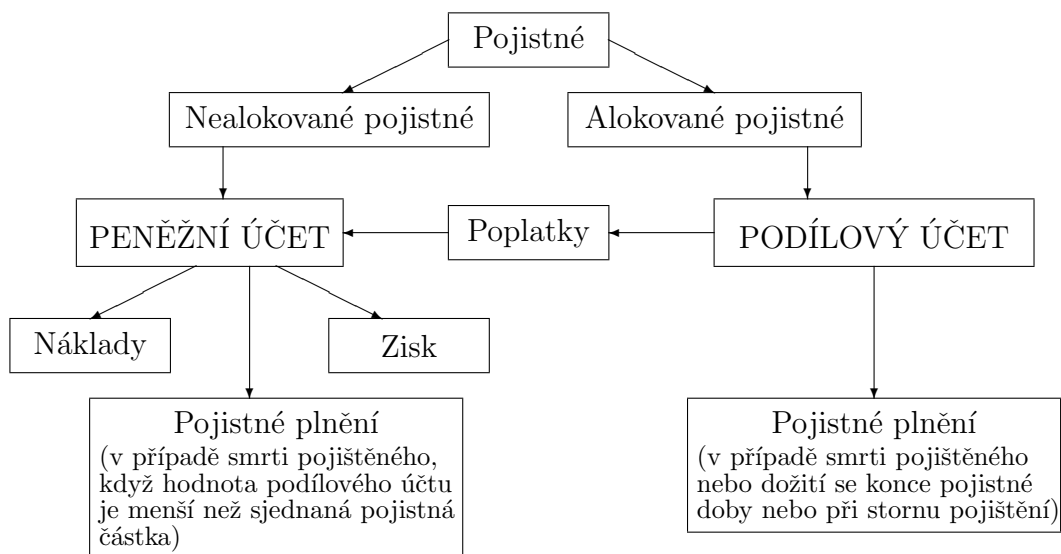 Pojistné
Nealokované pojistné
Alokované pojistné
PENĚŽNÍ ÚČET
Poplatky
PODÍLOVÝ ÚČET
Náklady
Zisk
Pojistné plnění
(v případě smrti pojištěného,
když hodnota podílového účtu
je menší než sjednaná pojistná
částka)
Pojistné plnění
(v případě smrti pojištěného
nebo dožití se konce pojistné
doby nebo při stornu pojištění)